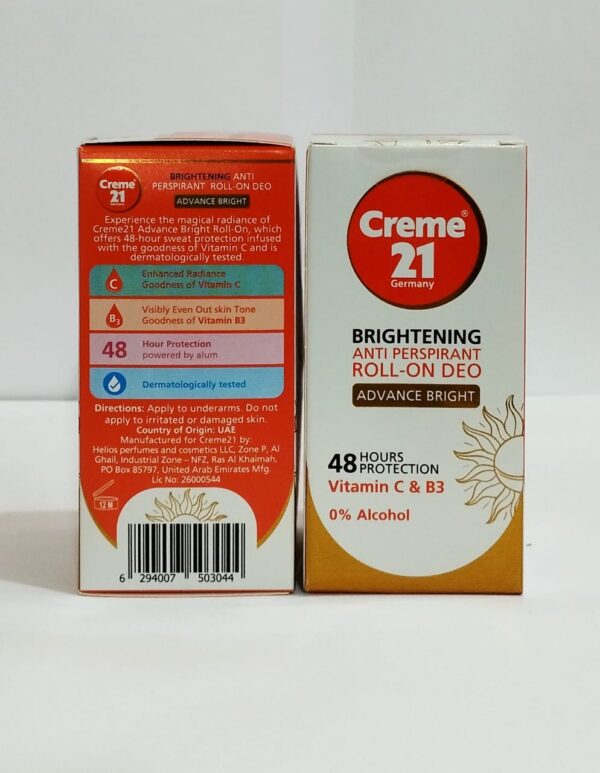 Creme
21
Germany
BRIGHTENING ANTI
PERSPIRANT ROLL-ON DEO
ADVANCE BRIGHT
Experience the magical radiance of
Creme21 Advance Bright Roll-On, which
offers 48-hour sweat protection infused
with the goodness of Vitamin C and is
dermatologically tested.
C
Enhanced Radiance
Goodness of Vitamin C
B3
Visibly Even Out skin Tone
Goodness of Vitamin B3
48 Hour Protection
powered by alum
Dermatologically tested
Directions: Apply to underarms. Do not
apply to irritated or damaged skin.
Country of Origin: UAE
Manufactured for Creme21 by:
Helios perfumes and cosmetics LLC, Zone P, Al
Ghail, Industrial Zone – NFZ, Ras Al Khaimah,
PO Box 85797, United Arab Emirates Mfg.
Lic No: 26000544
12 M
6 294007 503044
Creme®
21
Germany
BRIGHTENING
ANTI PERSPIRANT
ROLL-ON DEO
ADVANCE BRIGHT
48 HOURS
PROTECTION
Vitamin C & B3
0% Alcohol